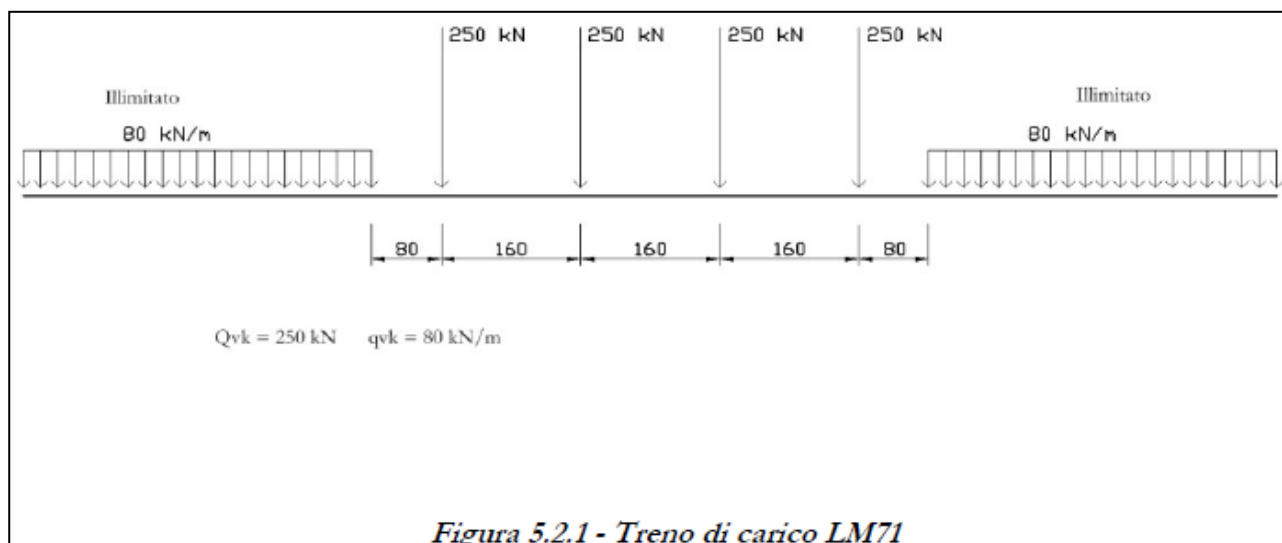 250 kN 250 kN 250 kN 250 kN
Illimitato Illimitato
80 kN/m 80 kN/m
80 160 160 160 80
Qvk = 250 kN qvk = 80 kN/m
Figura 5.2.1 - Treno di carico LM71